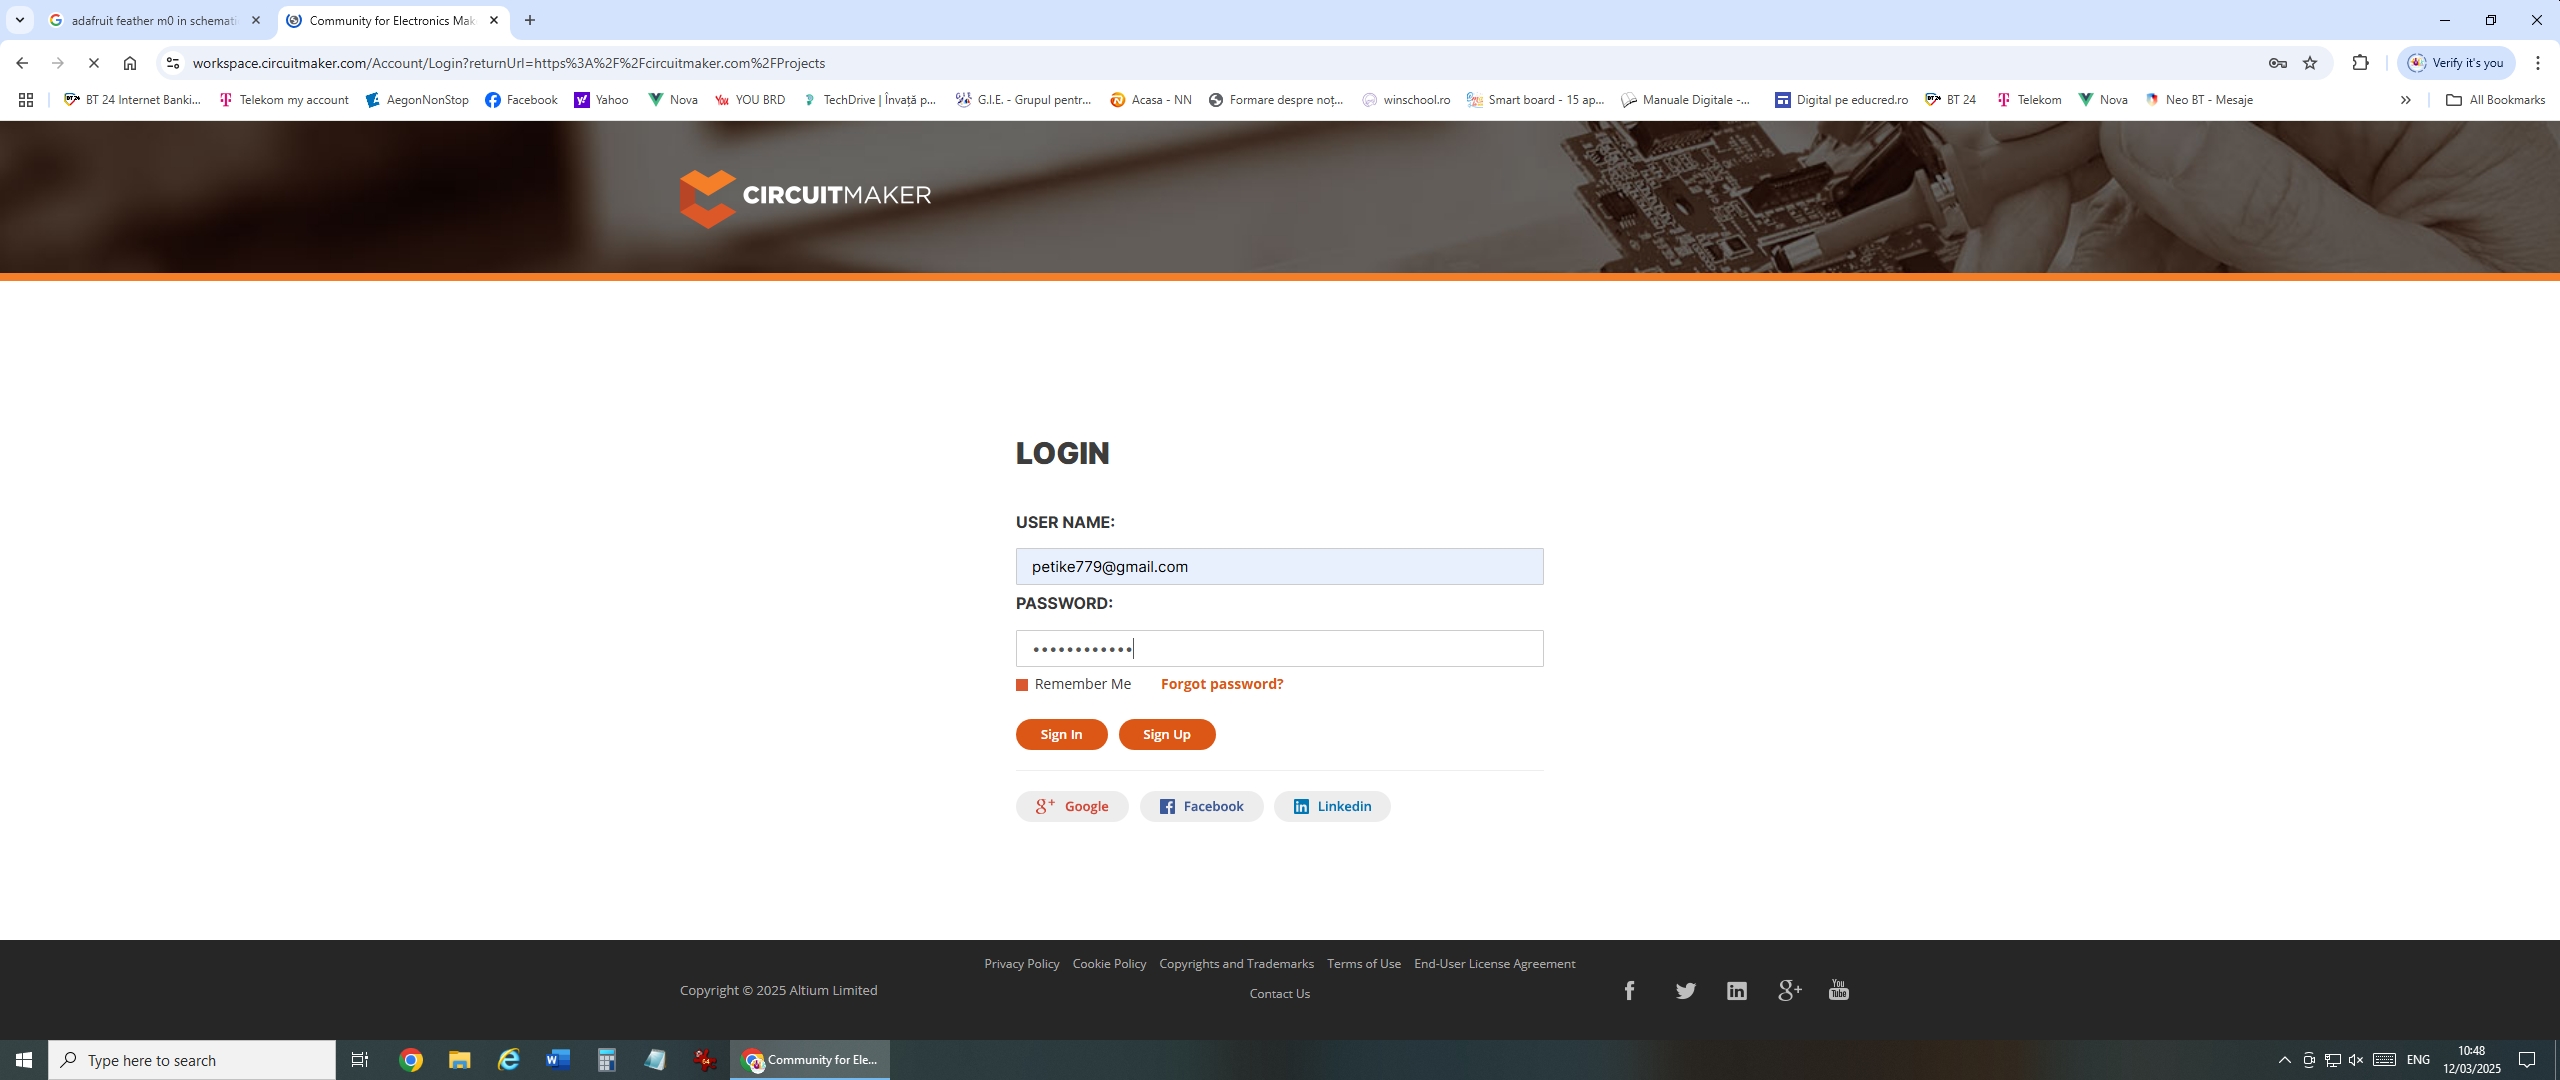 adafruit feather m0 in schemati
Community for Electronics Mak
workspace.circuitmaker.com/Account/Login?returnUrl=https%3A%2F%2Fcircuitmaker.com%2FProjects
Verify it's you
BT 24 Internet Banki...
Telekom my account
AegonNonStop
Facebook
Yahoo
Nova
YOU BRD
TechDrive | Învață p...
G.I.E. - Grupul pentr...
Acasa - NN
Formare despre noț...
winschool.ro
Smart board - 15 ap...
Manuale Digitale -...
Digital pe educred.ro
BT 24
Telekom
Nova
Neo BT - Mesaje
All Bookmarks
CIRCUITMAKER
LOGIN
USER NAME:
petike779@gmail.com
PASSWORD:
••••••••••••
Remember Me Forgot password?
Sign In Sign Up
Google Facebook Linkedin
Privacy Policy Cookie Policy Copyrights and Trademarks Terms of Use End-User License Agreement
Copyright © 2025 Altium Limited
Contact Us
Type here to search
Community for Ele...
ENG
10:48
12/03/2025